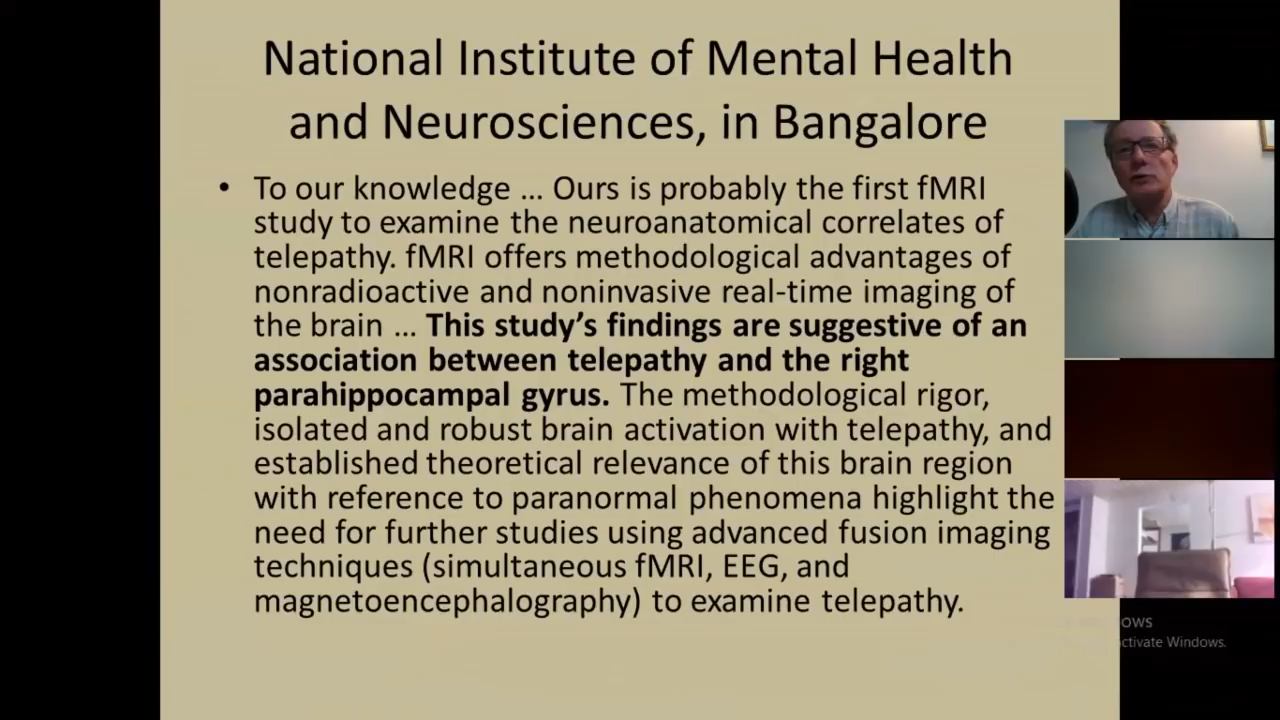 National Institute of Mental Health
and Neurosciences, in Bangalore
• To our knowledge ... Ours is probably the first fMRI
study to examine the neuroanatomical correlates of
telepathy. fMRI offers methodological advantages of
nonradioactive and noninvasive real-time imaging of
the brain ... This study’s findings are suggestive of an
association between telepathy and the right
parahippocampal gyrus. The methodological rigor,
isolated and robust brain activation with telepathy, and
established theoretical relevance of this brain region
with reference to paranormal phenomena highlight the
need for further studies using advanced fusion imaging
techniques (simultaneous fMRI, EEG, and
magnetoencephalography) to examine telepathy.
ows
ctivate Windows.